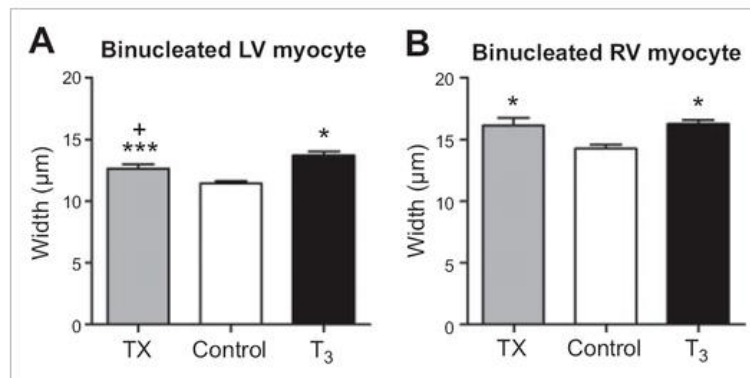 A
Binucleated LV myocyte
20
15
10
5
0
Width (µm)
+
***
*
TX
Control
T₃
B
Binucleated RV myocyte
20
15
10
5
0
Width (µm)
*
*
TX
Control
T₃